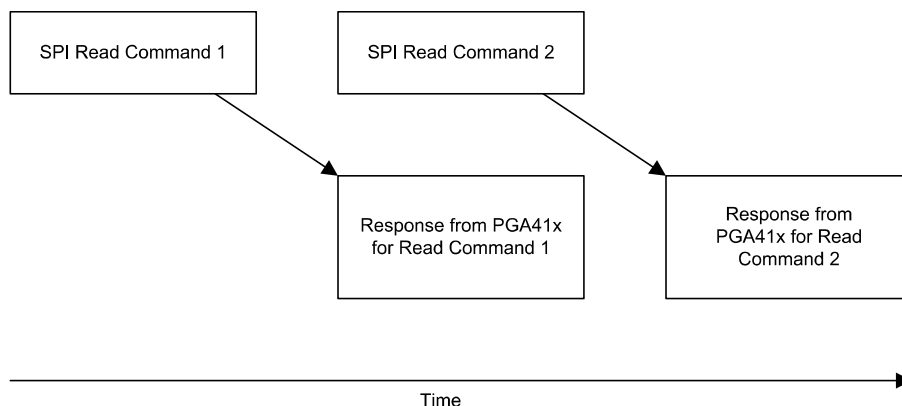 SPI Read Command 1
SPI Read Command 2
Response from PGA41x
for Read Command 1
Response from
PGA41x for Read
Command 2
Time